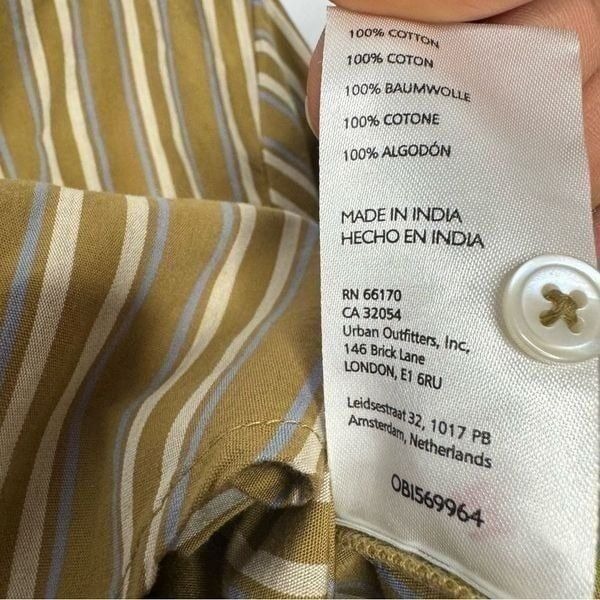 100% COTTON
100% COTON
100% BAUMWOLLE
100% COTONE
100% ALGODÓN
MADE IN INDIA
HECHO EN INDIA
RN 66170
CA 32054
Urban Outfitters, Inc,
146 Brick Lane
LONDON, E1 6RU
Leidsestraat 32, 1017 PB
Amsterdam, Netherlands
OBI569964